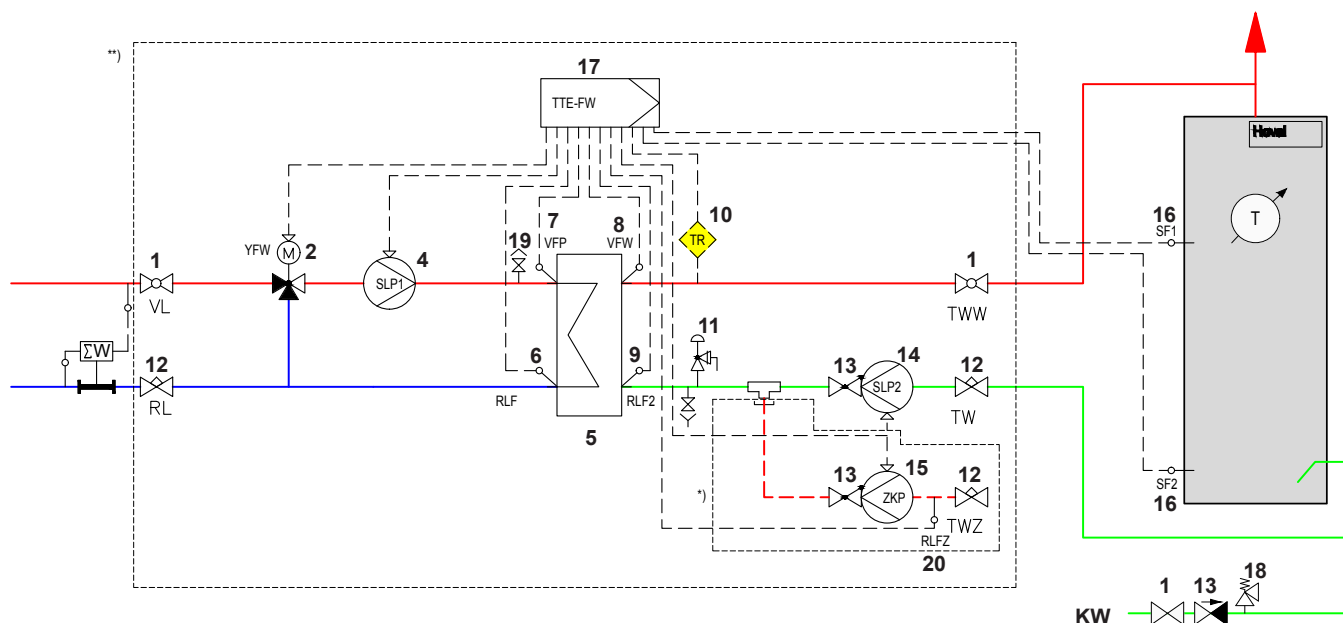 **)
17
TTE-FW
Hoval
T
16
SF1
7
VFP
8
VFW
10
TR
YFW
M
2
4
SLP1
19
1
VL
1
TWW
ΣW
12
RL
6
RLF
5
9
RLF2
11
13
14
SLP2
12
TW
*)
13
15
ZKP
12
TWZ
RLFZ
20
SF2
16
KW
1
13
18